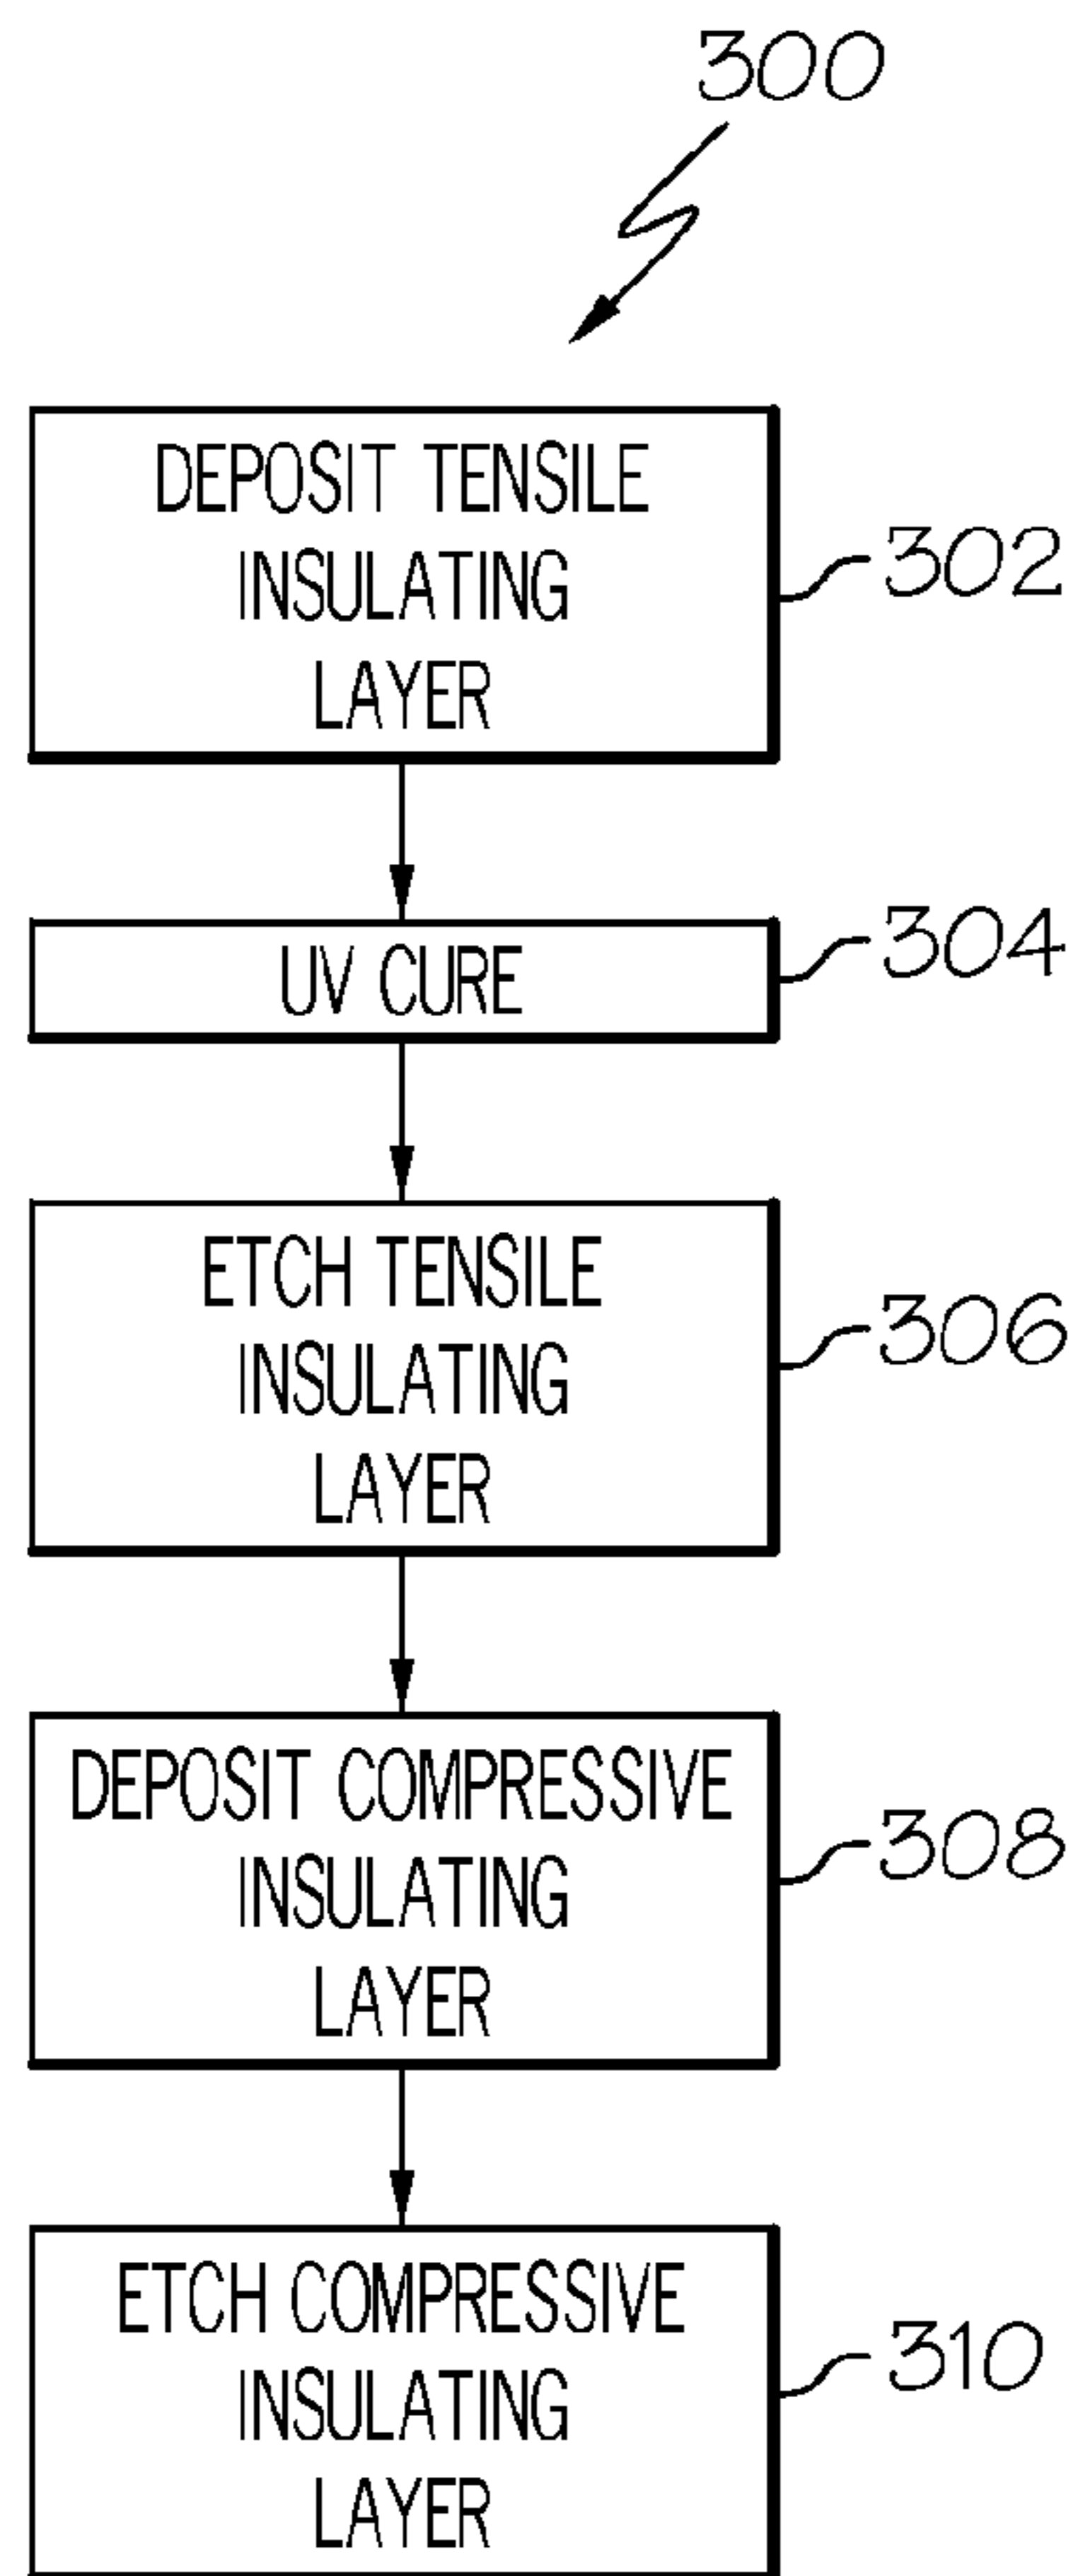 300
DEPOSIT TENSILE
INSULATING
LAYER
302
UV CURE
304
ETCH TENSILE
INSULATING
LAYER
306
DEPOSIT COMPRESSIVE
INSULATING
LAYER
308
ETCH COMPRESSIVE
INSULATING
LAYER
310